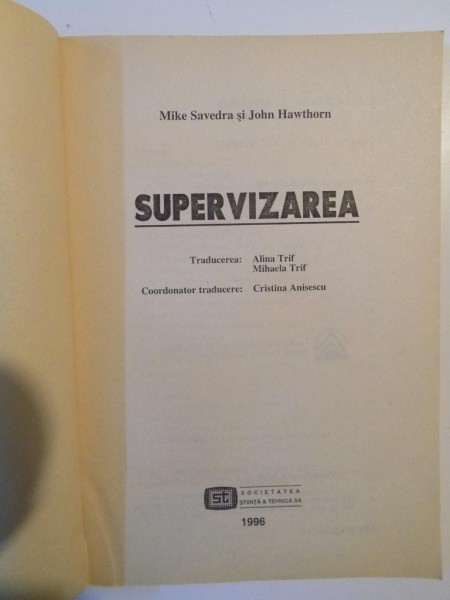 Mike Savedra şi John Hawthorn
SUPERVIZAREA
Traducerea: Alina Trif
Mihaela Trif
Coordonator traducere: Cristina Anisescu
st SOCIETATEA
ŞTIINŢĂ & TEHNICĂ SA
1996